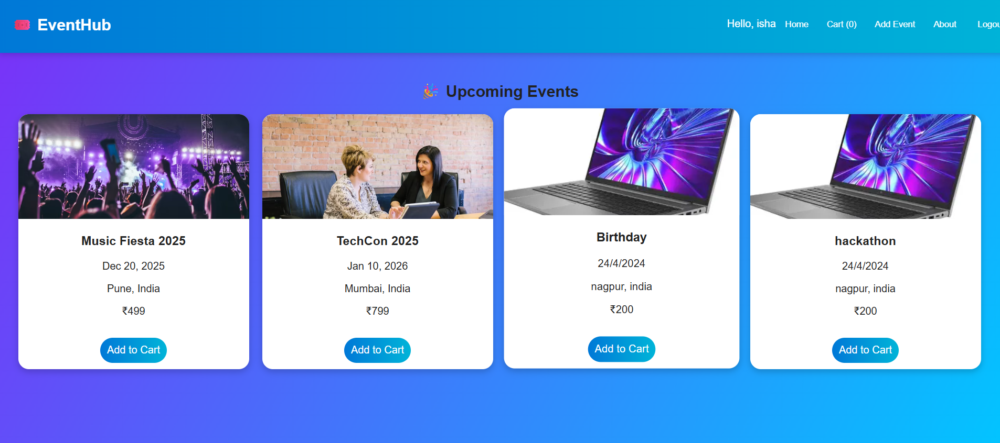 EventHub
Hello, isha Home Cart (0) Add Event About Logou
🎉 Upcoming Events
Music Fiesta 2025
Dec 20, 2025
Pune, India
₹499
Add to Cart
TechCon 2025
Jan 10, 2026
Mumbai, India
₹799
Add to Cart
Birthday
24/4/2024
nagpur, india
₹200
Add to Cart
hackathon
24/4/2024
nagpur, india
₹200
Add to Cart